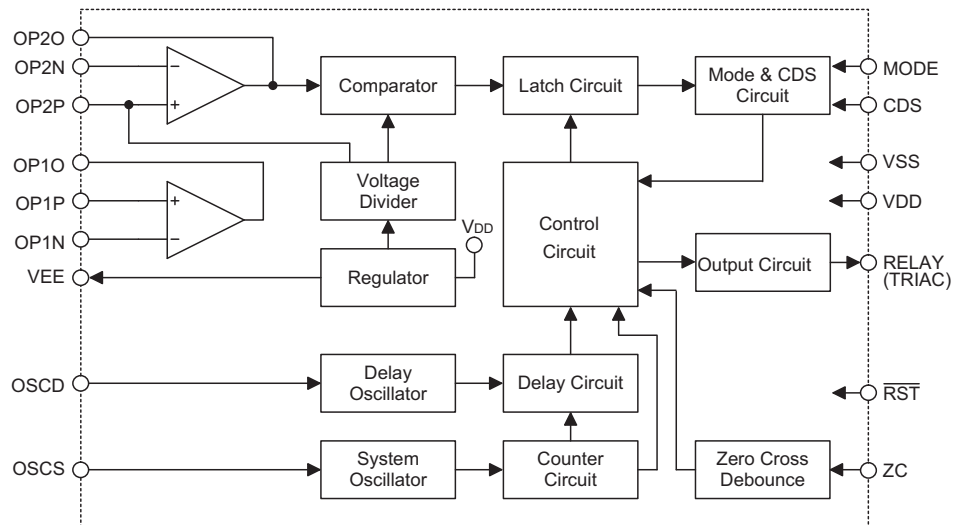 OP2O
OP2N
OP2P
OP1O
OP1P
OP1N
VEE
OSCD
OSCS
−
+
+
−
Comparator
Voltage
Divider
Regulator
VDD
Delay
Oscillator
System
Oscillator
Latch Circuit
Control
Circuit
Delay Circuit
Counter
Circuit
Mode & CDS
Circuit
Output Circuit
Zero Cross
Debounce
MODE
CDS
VSS
VDD
RELAY
(TRIAC)
RST
ZC